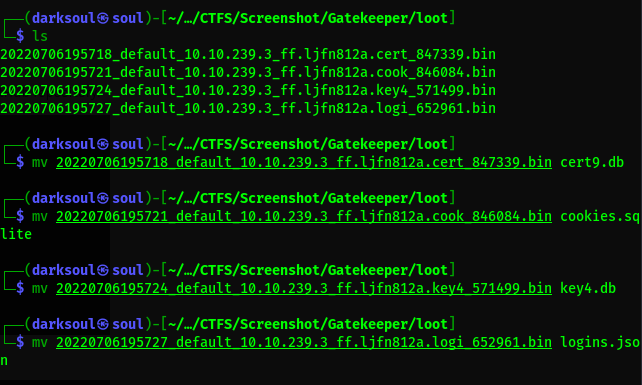 ┌──(darksoul㉿soul)-[~/…/CTFS/Screenshot/Gatekeeper/loot]
└─$ ls
20220706195718_default_10.10.239.3_ff.ljfn812a.cert_847339.bin
20220706195721_default_10.10.239.3_ff.ljfn812a.cook_846084.bin
20220706195724_default_10.10.239.3_ff.ljfn812a.key4_571499.bin
20220706195727_default_10.10.239.3_ff.ljfn812a.logi_652961.bin
┌──(darksoul㉿soul)-[~/…/CTFS/Screenshot/Gatekeeper/loot]
└─$ mv 20220706195718_default_10.10.239.3_ff.ljfn812a.cert_847339.bin cert9.db
┌──(darksoul㉿soul)-[~/…/CTFS/Screenshot/Gatekeeper/loot]
└─$ mv 20220706195721_default_10.10.239.3_ff.ljfn812a.cook_846084.bin cookies.sq
lite
┌──(darksoul㉿soul)-[~/…/CTFS/Screenshot/Gatekeeper/loot]
└─$ mv 20220706195724_default_10.10.239.3_ff.ljfn812a.key4_571499.bin key4.db
┌──(darksoul㉿soul)-[~/…/CTFS/Screenshot/Gatekeeper/loot]
└─$ mv 20220706195727_default_10.10.239.3_ff.ljfn812a.logi_652961.bin logins.jso
n